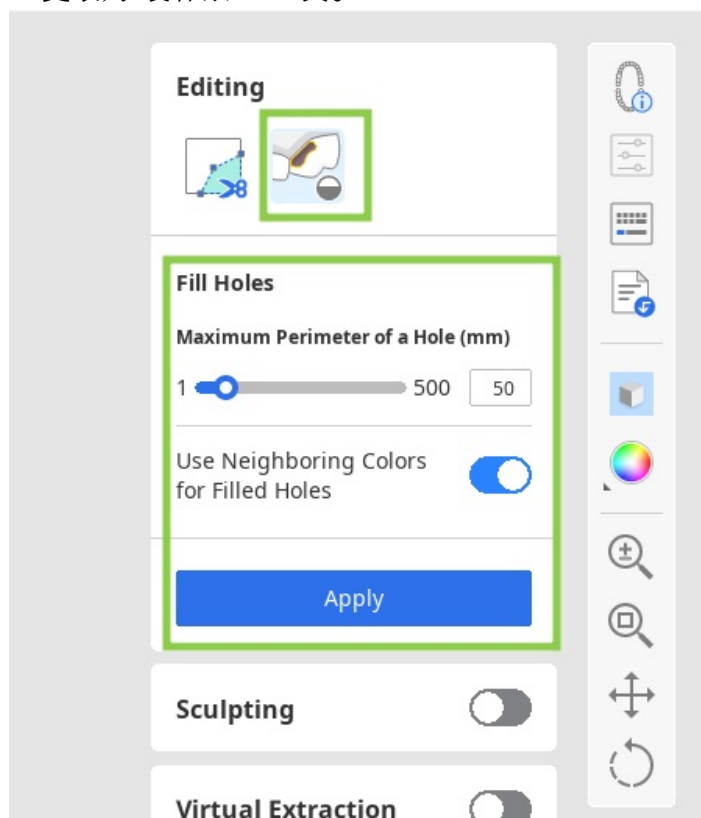 Editing
Fill Holes
Maximum Perimeter of a Hole (mm)
1 500 50
Use Neighboring Colors
for Filled Holes
Apply
Sculpting
Virtual Extraction